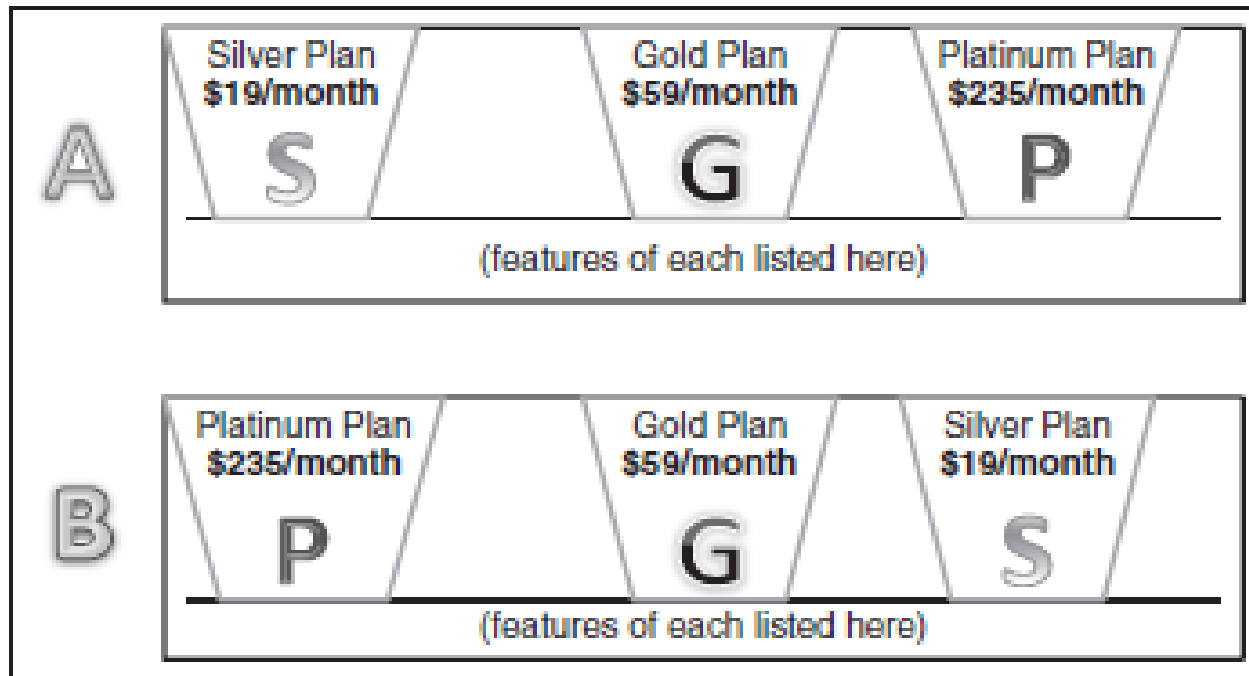 A
Silver Plan
$19/month
S
Gold Plan
$59/month
G
Platinum Plan
$235/month
P
(features of each listed here)
B
Platinum Plan
$235/month
P
Gold Plan
$59/month
G
Silver Plan
$19/month
S
(features of each listed here)